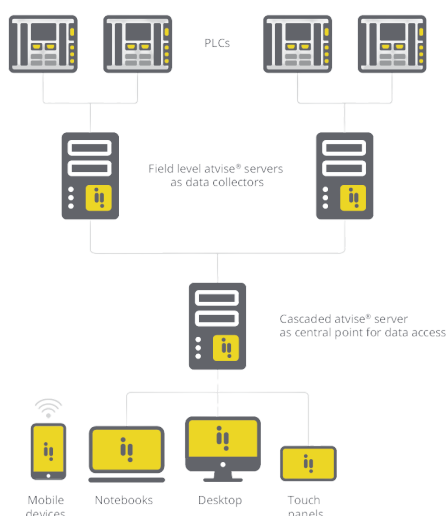 PLCs
Field level atvise® servers
as data collectors
Cascaded atvise® server
as central point for data access
Mobile
devices
Notebooks
Desktop
Touch
panels